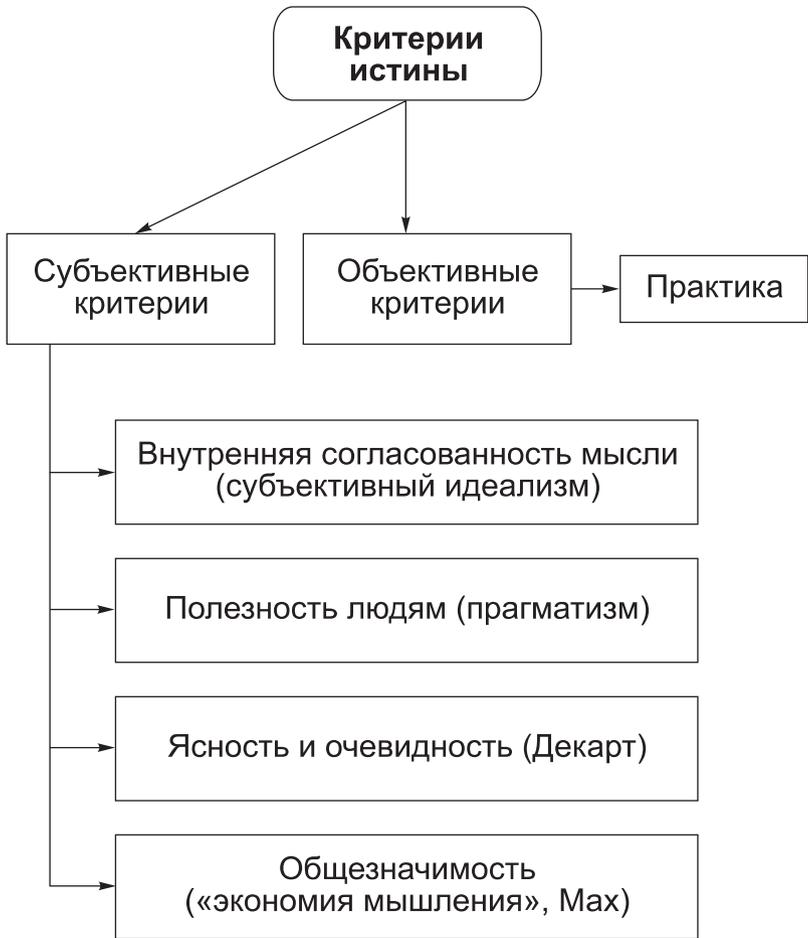 Критерии
истины
Субъективные
критерии
Объективные
критерии
Практика
Внутренняя согласованность мысли
(субъективный идеализм)
Полезность людям (прагматизм)
Ясность и очевидность (Декарт)
Общезначимость
(«экономия мышления», Мах)